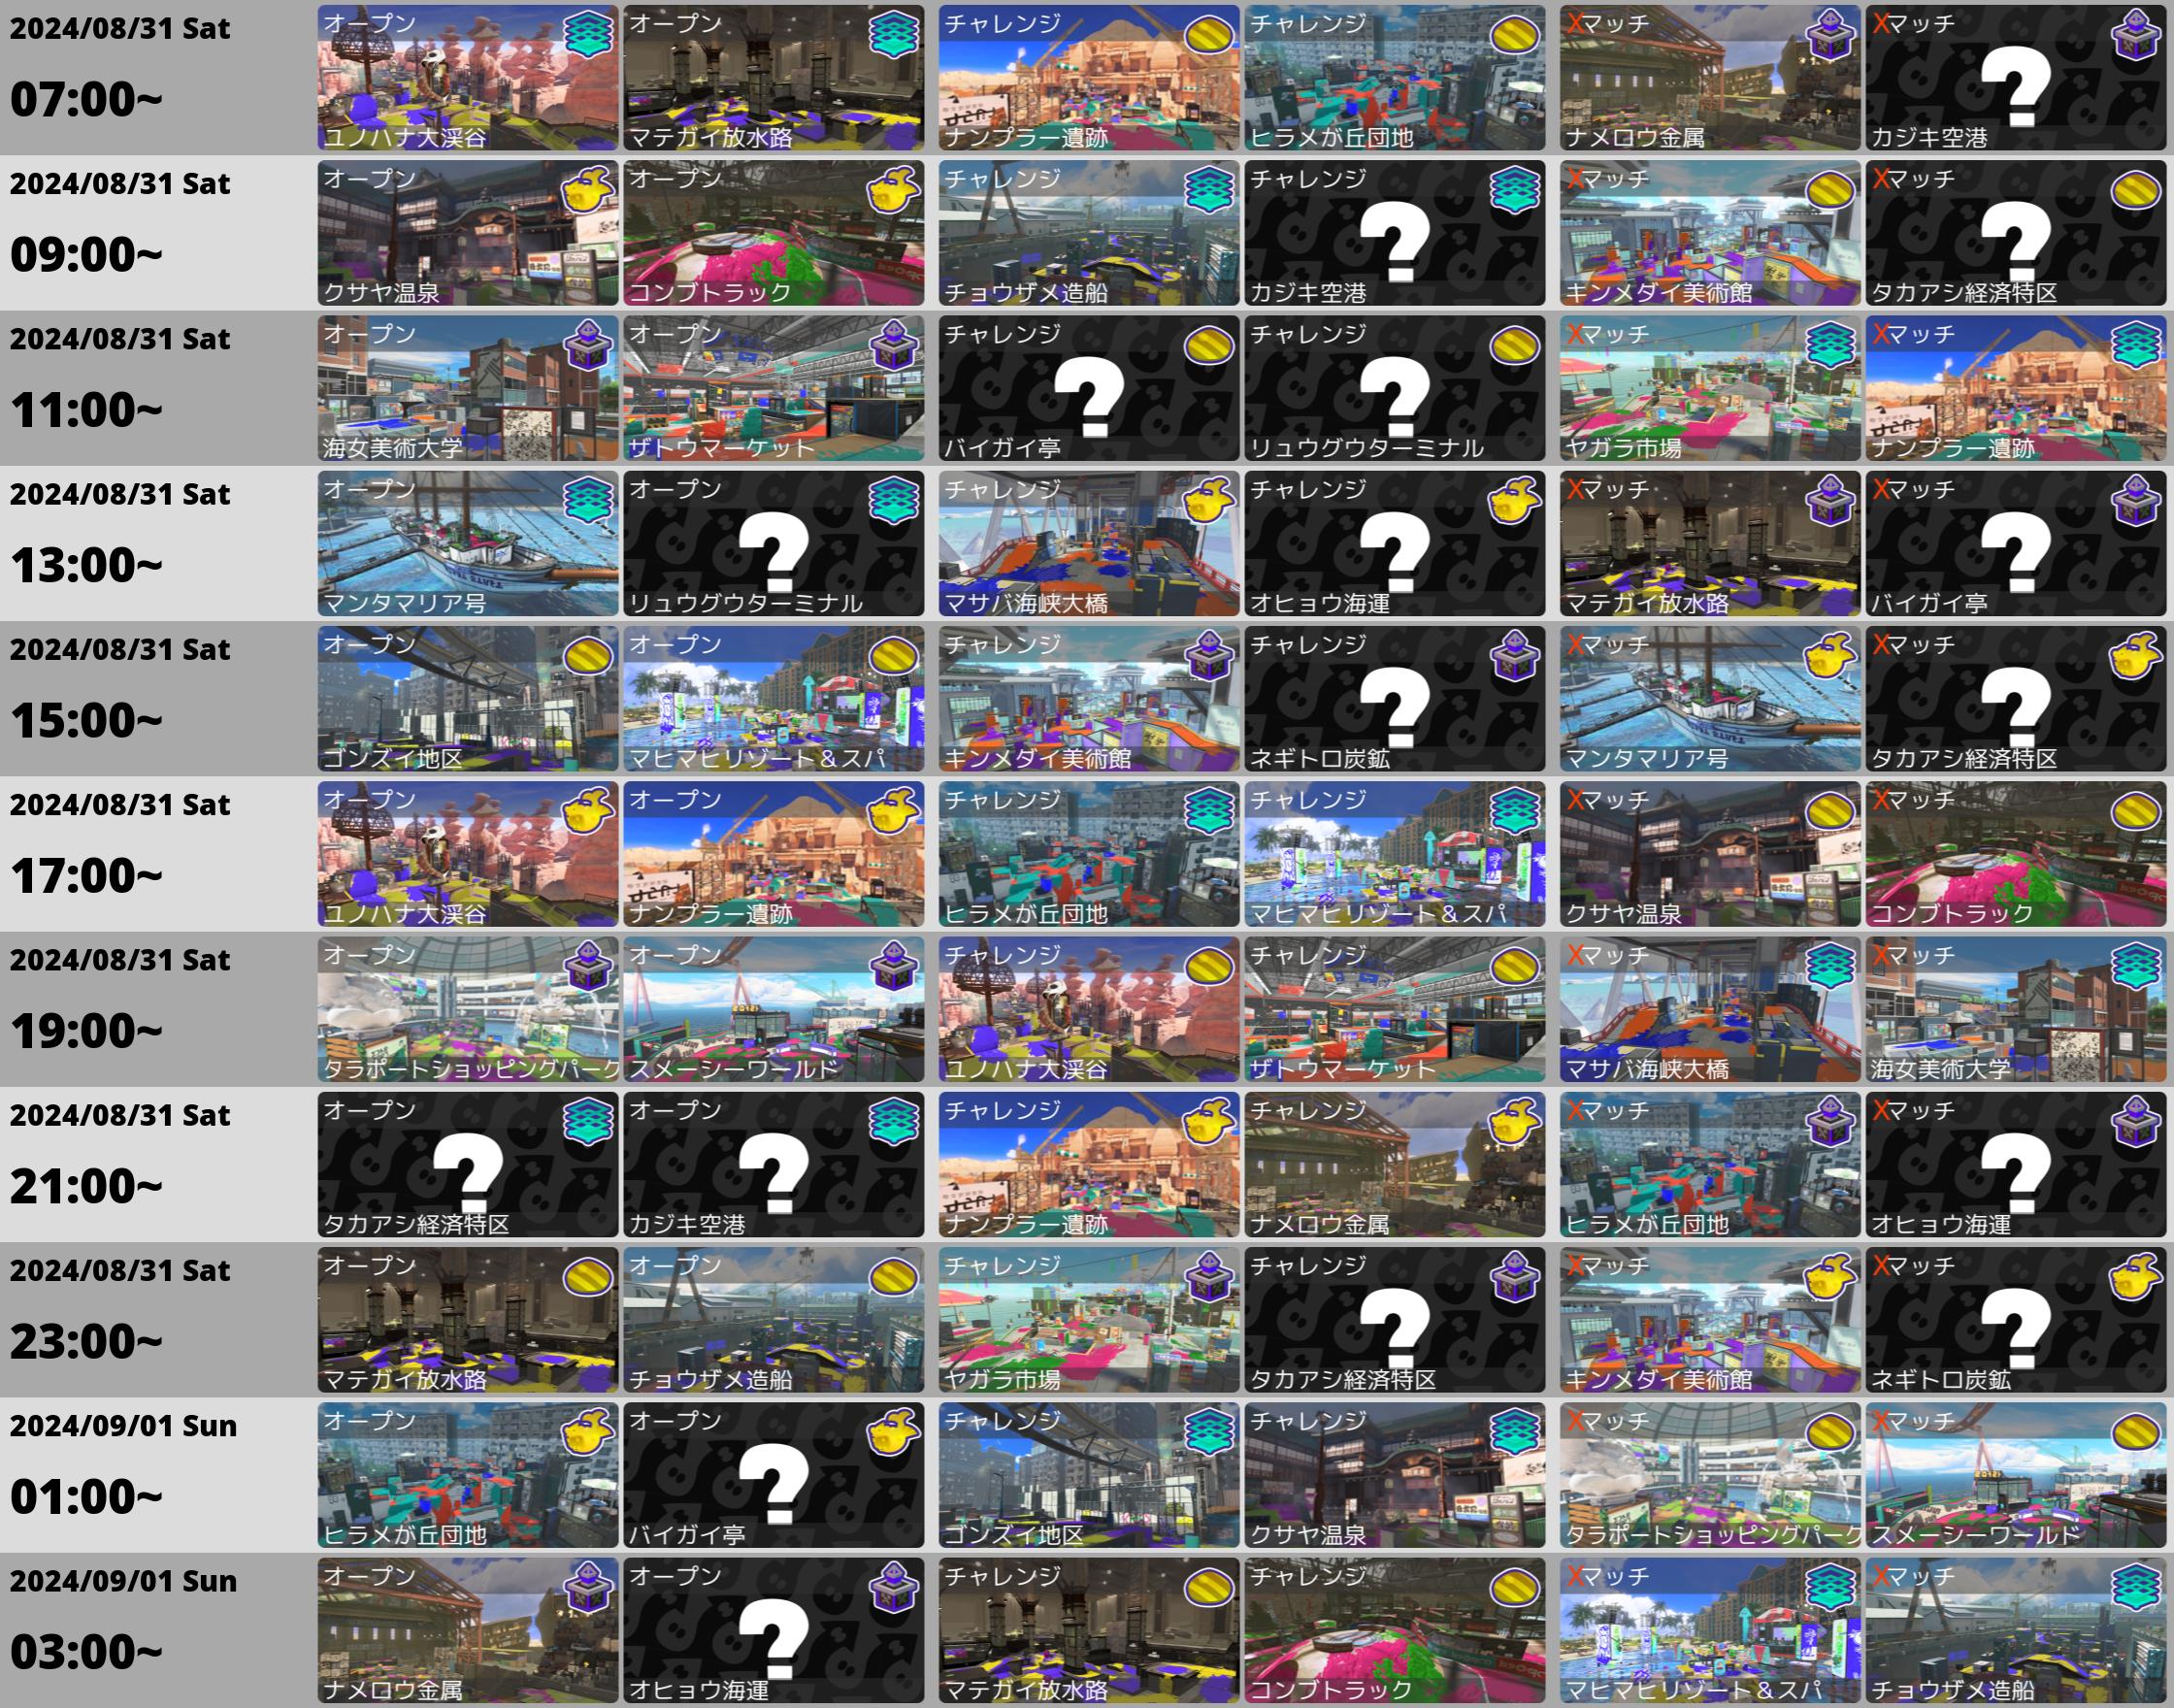 2024/08/31 Sat
07:00~
オープン
ユノハナ大渓谷
オープン
マテガイ放水路
チャレンジ
ナンプラー遺跡
チャレンジ
ヒラメが丘団地
Xマッチ
ナメロウ金属
Xマッチ
?
カジキ空港
2024/08/31 Sat
09:00~
オープン
クサヤ温泉
オープン
コンブトラック
チャレンジ
チョウザメ造船
チャレンジ
?
カジキ空港
Xマッチ
キンメダイ美術館
Xマッチ
?
タカアシ経済特区
2024/08/31 Sat
11:00~
オープン
海女美術大学
オープン
ザトウマーケット
チャレンジ
?
バイガイ亭
チャレンジ
?
リュウグウターミナル
Xマッチ
ヤガラ市場
Xマッチ
ナンプラー遺跡
2024/08/31 Sat
13:00~
オープン
マンタマリア号
オープン
?
リュウグウターミナル
チャレンジ
マサバ海峡大橋
チャレンジ
?
オヒョウ海運
Xマッチ
マテガイ放水路
Xマッチ
?
バイガイ亭
2024/08/31 Sat
15:00~
オープン
ゴンズイ地区
オープン
マヒマヒリゾート＆スパ
チャレンジ
キンメダイ美術館
チャレンジ
?
ネギトロ炭鉱
Xマッチ
マンタマリア号
Xマッチ
?
タカアシ経済特区
2024/08/31 Sat
17:00~
オープン
ユノハナ大渓谷
オープン
ナンプラー遺跡
チャレンジ
ヒラメが丘団地
チャレンジ
マヒマヒリゾート＆スパ
Xマッチ
クサヤ温泉
Xマッチ
コンブトラック
2024/08/31 Sat
19:00~
オープン
タラポートショッピングパーク
オープン
スメーシーワールド
チャレンジ
ユノハナ大渓谷
チャレンジ
ザトウマーケット
Xマッチ
マサバ海峡大橋
Xマッチ
海女美術大学
2024/08/31 Sat
21:00~
オープン
?
タカアシ経済特区
オープン
?
カジキ空港
チャレンジ
ナンプラー遺跡
チャレンジ
ナメロウ金属
Xマッチ
ヒラメが丘団地
Xマッチ
?
オヒョウ海運
2024/08/31 Sat
23:00~
オープン
マテガイ放水路
オープン
チョウザメ造船
チャレンジ
ヤガラ市場
チャレンジ
?
タカアシ経済特区
Xマッチ
キンメダイ美術館
Xマッチ
?
ネギトロ炭鉱
2024/09/01 Sun
01:00~
オープン
ヒラメが丘団地
オープン
?
バイガイ亭
チャレンジ
ゴンズイ地区
チャレンジ
クサヤ温泉
Xマッチ
タラポートショッピングパーク
Xマッチ
スメーシーワールド
2024/09/01 Sun
03:00~
オープン
ナメロウ金属
オープン
?
オヒョウ海運
チャレンジ
マテガイ放水路
チャレンジ
コンブトラック
Xマッチ
マヒマヒリゾート＆スパ
Xマッチ
チョウザメ造船